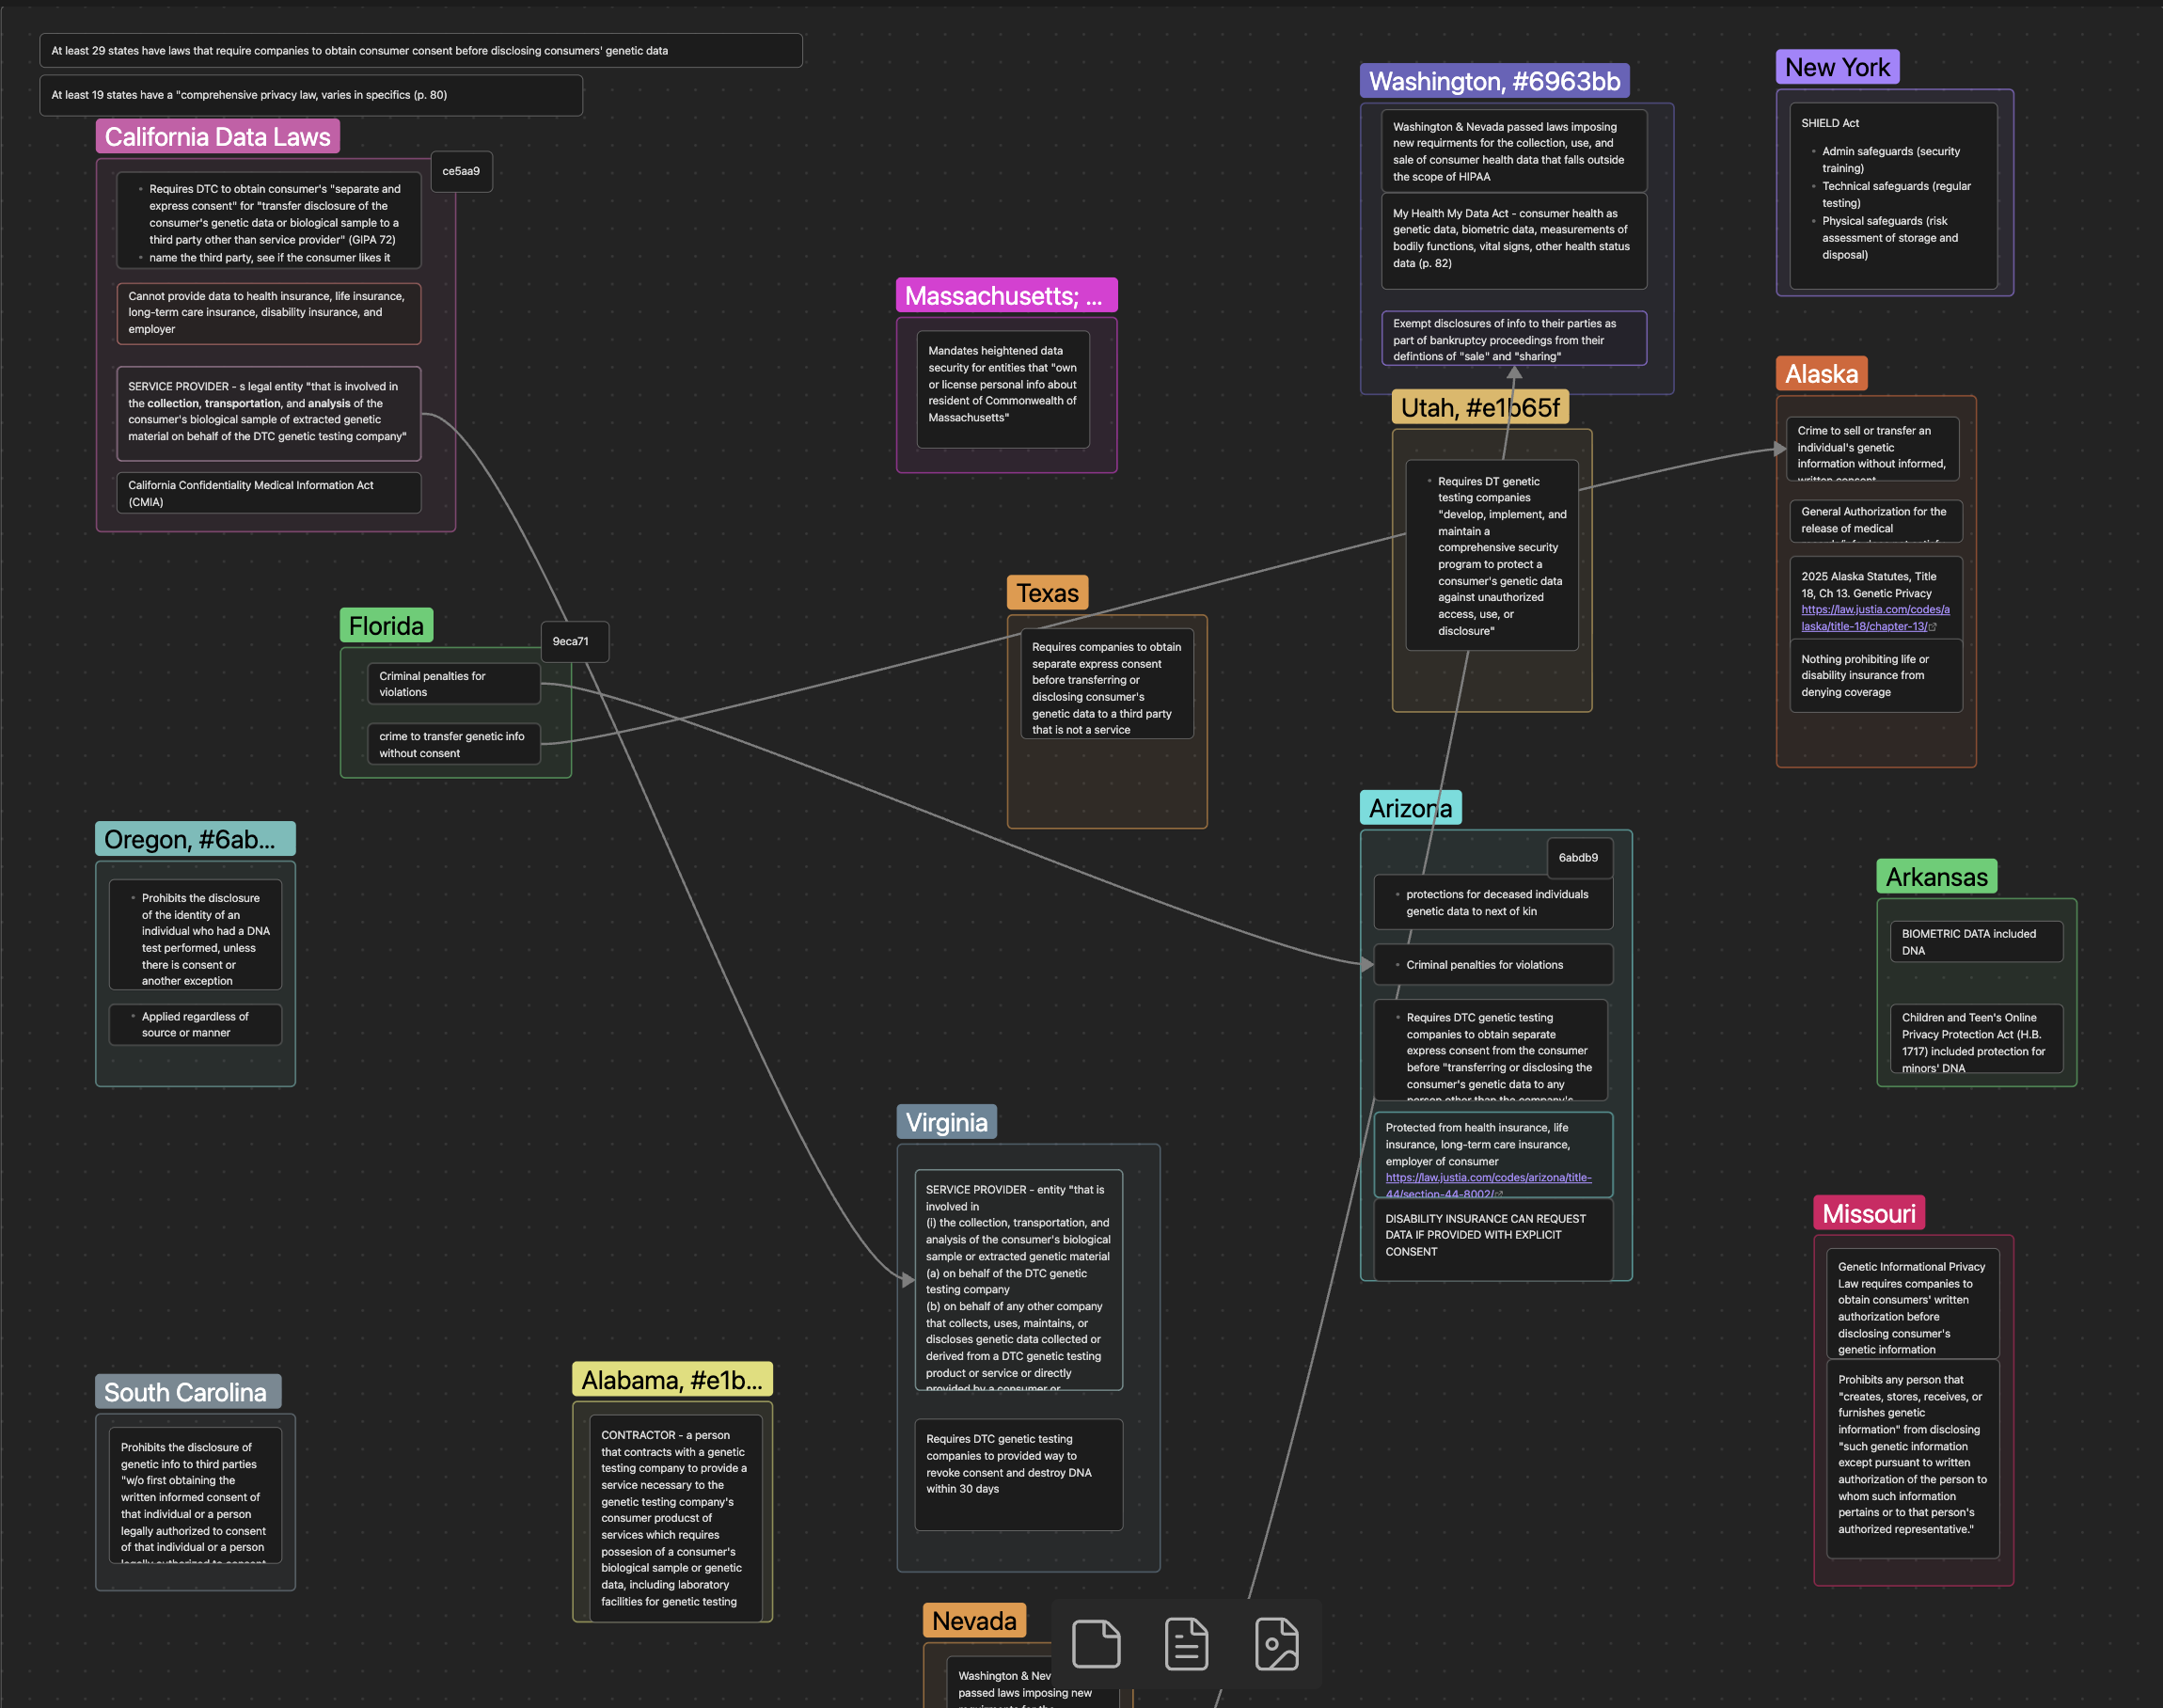 At least 29 states have laws that require companies to obtain consumer consent before disclosing consumers' genetic data
At least 19 states have a "comprehensive privacy law, varies in specifics (p. 80)
California Data Laws
ce5aa9
Requires DTC to obtain consumer's "separate and
express consent" for "transfer disclosure of the
consumer's genetic data or biological sample to a
third party other than service provider" (GIPA 72)
name the third party, see if the consumer likes it
Cannot provide data to health insurance, life insurance,
long-term care insurance, disability insurance, and
employer
SERVICE PROVIDER - s legal entity "that is involved in
the collection, transportation, and analysis of the
consumer's biological sample of extracted genetic
material on behalf of the DTC genetic testing company"
California Confidentiality Medical Information Act
(CMIA)
Massachusetts; ...
Mandates heightened data
security for entities that "own
or license personal info about
resident of Commonwealth of
Massachusetts"
Washington, #6963bb
Washington & Nevada passed laws imposing
new requirments for the collection, use, and
sale of consumer health data that falls outside
the scope of HIPAA
My Health My Data Act - consumer health as
genetic data, biometric data, measurements of
bodily functions, vital signs, other health status
data (p. 82)
Exempt disclosures of info to their parties as
part of bankruptcy proceedings from their
defintions of "sale" and "sharing"
New York
SHIELD Act
Admin safeguards (security
training)
Technical safeguards (regular
testing)
Physical safeguards (risk
assessment of storage and
disposal)
Utah, #e1b65f
Requires DT genetic
testing companies
"develop, implement, and
maintain a
comprehensive security
program to protect a
consumer's genetic data
against unauthorized
access, use, or
disclosure"
Alaska
Crime to sell or transfer an
individual's genetic
information without informed,
written consent
General Authorization for the
release of medical
2025 Alaska Statutes, Title
18, Ch 13. Genetic Privacy
https://law.justia.com/codes/a
laska/title-18/chapter-13/
Nothing prohibiting life or
disability insurance from
denying coverage
Florida
9eca71
Criminal penalties for
violations
crime to transfer genetic info
without consent
Texas
Requires companies to obtain
separate express consent
before transferring or
disclosing consumer's
genetic data to a third party
that is not a service
Oregon, #6ab...
Prohibits the disclosure
of the identity of an
individual who had a DNA
test performed, unless
there is consent or
another exception
Applied regardless of
source or manner
Arizona
6abdb9
protections for deceased individuals
genetic data to next of kin
Criminal penalties for violations
Requires DTC genetic testing
companies to obtain separate
express consent from the consumer
before "transferring or disclosing the
consumer's genetic data to any
person other than the company's
Protected from health insurance, life
insurance, long-term care insurance,
employer of consumer
https://law.justia.com/codes/arizona/title-
44/section-44-8002/
DISABILITY INSURANCE CAN REQUEST
DATA IF PROVIDED WITH EXPLICIT
CONSENT
Arkansas
BIOMETRIC DATA included
DNA
Children and Teen's Online
Privacy Protection Act (H.B.
1717) included protection for
minors' DNA
Virginia
SERVICE PROVIDER - entity "that is
involved in
(i) the collection, transportation, and
analysis of the consumer's biological
sample or extracted genetic material
(a) on behalf of the DTC genetic
testing company
(b) on behalf of any other company
that collects, uses, maintains, or
discloses genetic data collected or
derived from a DTC genetic testing
product or service or directly
provided by a consumer or
Requires DTC genetic testing
companies to provided way to
revoke consent and destroy DNA
within 30 days
Missouri
Genetic Informational Privacy
Law requires companies to
obtain consumers' written
authorization before
disclosing consumer's
genetic information
Prohibits any person that
"creates, stores, receives, or
furnishes genetic
information" from disclosing
"such genetic information
except pursuant to written
authorization of the person to
whom such information
pertains or to that person's
authorized representative."
South Carolina
Prohibits the disclosure of
genetic info to third parties
"w/o first obtaining the
written informed consent of
that individual or a person
legally authorized to consent
of that individual or a person
legally authorized to consent
Alabama, #e1b...
CONTRACTOR - a person
that contracts with a genetic
testing company to provide a
service necessary to the
genetic testing company's
consumer producst of
services which requires
possesion of a consumer's
biological sample or genetic
data, including laboratory
facilities for genetic testing
Nevada
Washington & Nev
passed laws imposing new